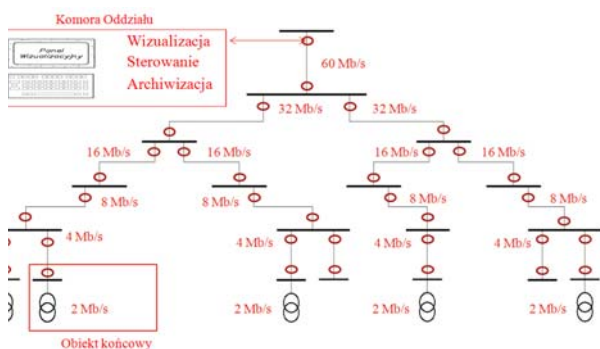 Komora Oddziału
Panel
Wizualizacyjny
Wizualizacja
Sterowanie
Archiwizacja
60 Mb/s
32 Mb/s
32 Mb/s
16 Mb/s
16 Mb/s
16 Mb/s
16 Mb/s
8 Mb/s
8 Mb/s
8 Mb/s
8 Mb/s
4 Mb/s
4 Mb/s
4 Mb/s
4 Mb/s
2 Mb/s
2 Mb/s
2 Mb/s
2 Mb/s
Obiekt końcowy